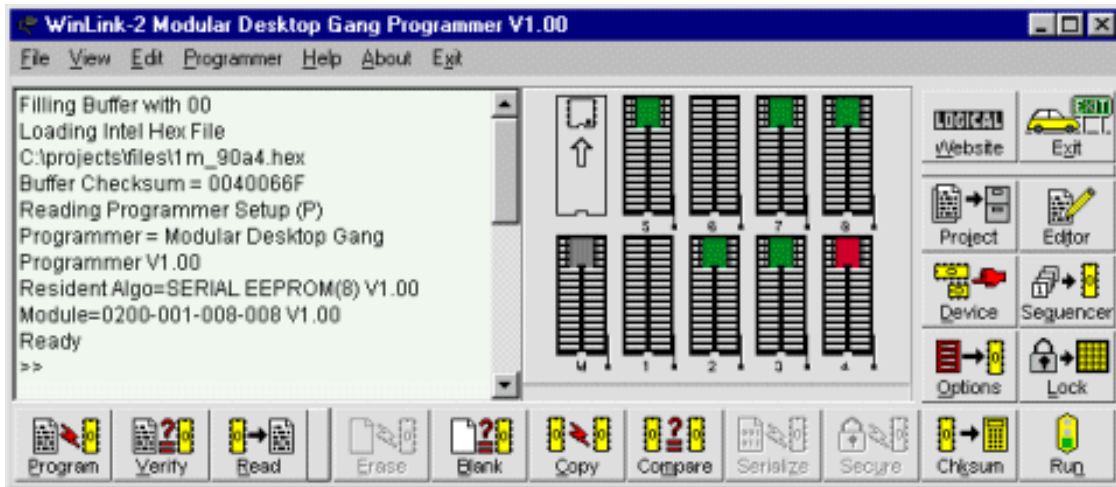 WinLink-2 Modular Desktop Gang Programmer V1.00
File View Edit Programmer Help About Exit
Filling Buffer with 00
Loading Intel Hex File
C:\projects\files\1m_90a4.hex
Buffer Checksum = 0040066F
Reading Programmer Setup (P)
Programmer = Modular Desktop Gang
Programmer V1.00
Resident Algo=SERIAL EEPROM(8) V1.00
Module=0200-001-008-008 V1.00
Ready
>>
5 6 7 8
M 1 2 3 4
LOGICAL
Website
EXIT
Exit
Project
Editor
Device
Sequencer
Options
Lock
Program
Verify
Read
Erase
Blank
Copy
Compare
Serialize
Secure
Chksum
Run